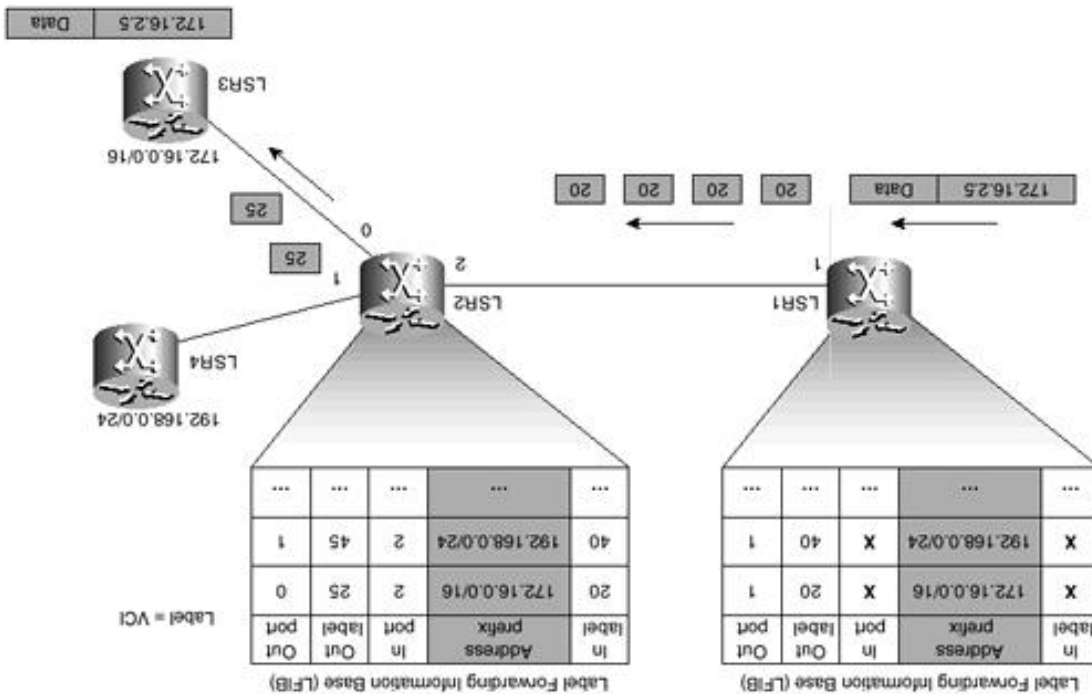 Label Forwarding Information Base (LFIB)
Label Forwarding Information Base (LFIB)
In label Address prefix In port Out label Out port
X 172.16.0.0/16 X 20 1
X 192.168.0.0/24 X 40 1
... ... ... ... ...
In label Address prefix In port Out label Out port
20 172.16.0.0/16 2 25 0
40 192.168.0.0/24 2 45 1
... ... ... ... ...
Label = VCI
192.168.0.0/24
LSR4
LSR1
1
LSR2
2
1
0
25
25
172.16.2.5 Data
20 20 20 20
172.16.0.0/16
LSR3
172.16.2.5 Data